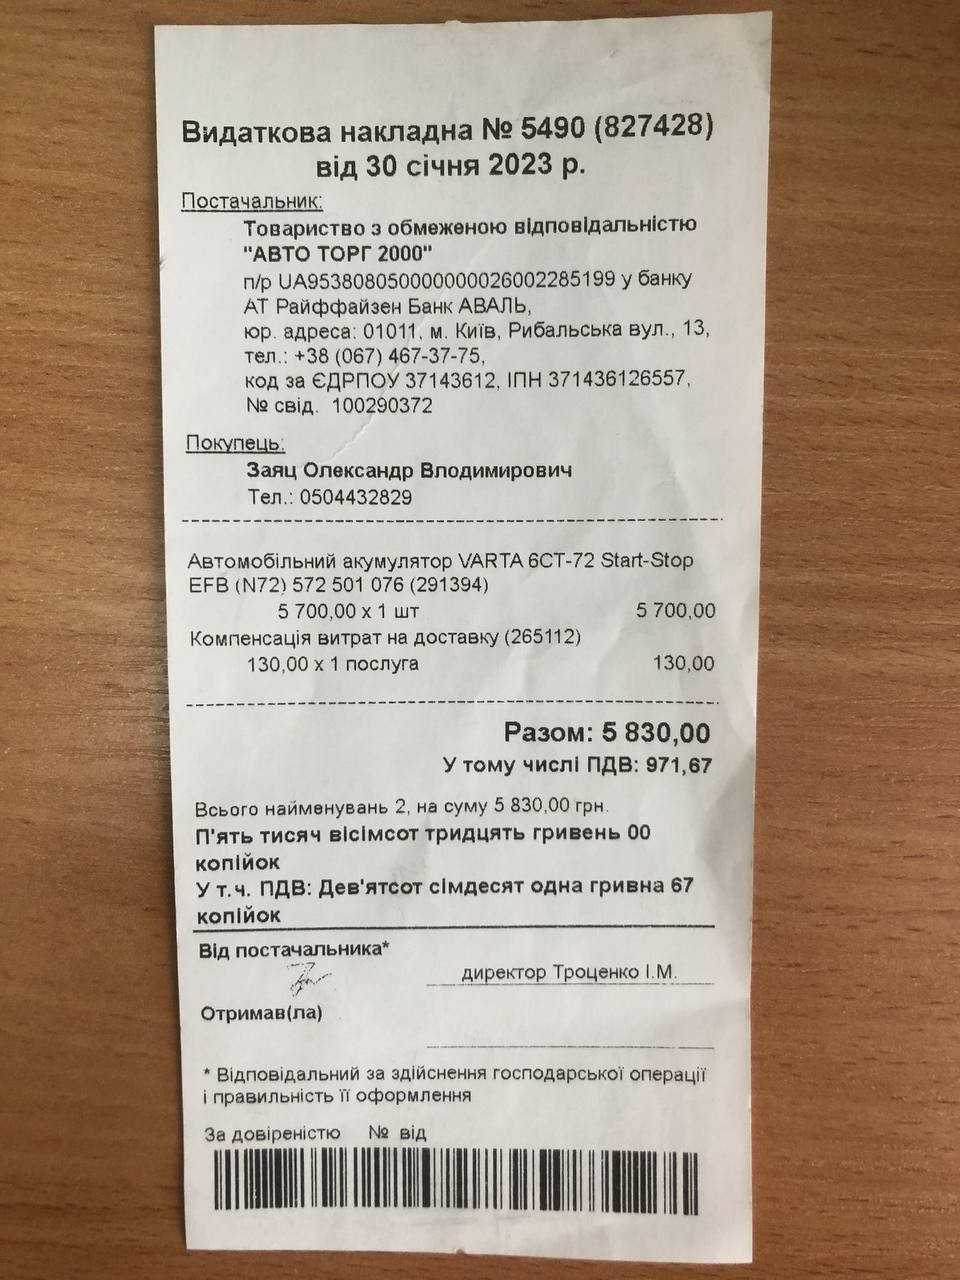 Видаткова накладна № 5490 (827428)
від 30 січня 2023 р.
Постачальник:
Товариство з обмеженою відповідальністю
"АВТО ТОРГ 2000"
п/р UA953808050000000026002285199 у банку
АТ Райффайзен Банк АВАЛЬ,
юр. адреса: 01011, м. Київ, Рибальська вул., 13,
тел.: +38 (067) 467-37-75,
код за ЄДРПОУ 37143612, ІПН 371436126557,
№ свід. 100290372
Покупець:
Заяц Олександр Влодимирович
Тел.: 0504432829
Автомобільний акумулятор VARTA 6СТ-72 Start-Stop
EFB (N72) 572 501 076 (291394)
5 700,00 x 1 шт 5 700,00
Компенсація витрат на доставку (265112)
130,00 x 1 послуга 130,00
Разом: 5 830,00
У тому числі ПДВ: 971,67
Всього найменувань 2, на суму 5 830,00 грн.
П'ять тисяч вісімсот тридцять гривень 00
копійок
У т.ч. ПДВ: Дев'ятсот сімдесят одна гривна 67
копійок
Від постачальника*
директор Троценко І.М.
Отримав(ла)
* Відповідальний за здійснення господарської операції
і правильність її оформлення
За довіреністю № від